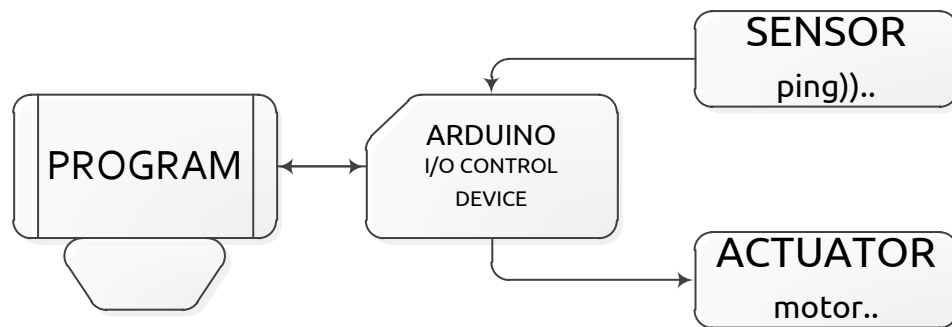 PROGRAM
ARDUINO
I/O CONTROL
DEVICE
SENSOR
ping))..
ACTUATOR
motor..